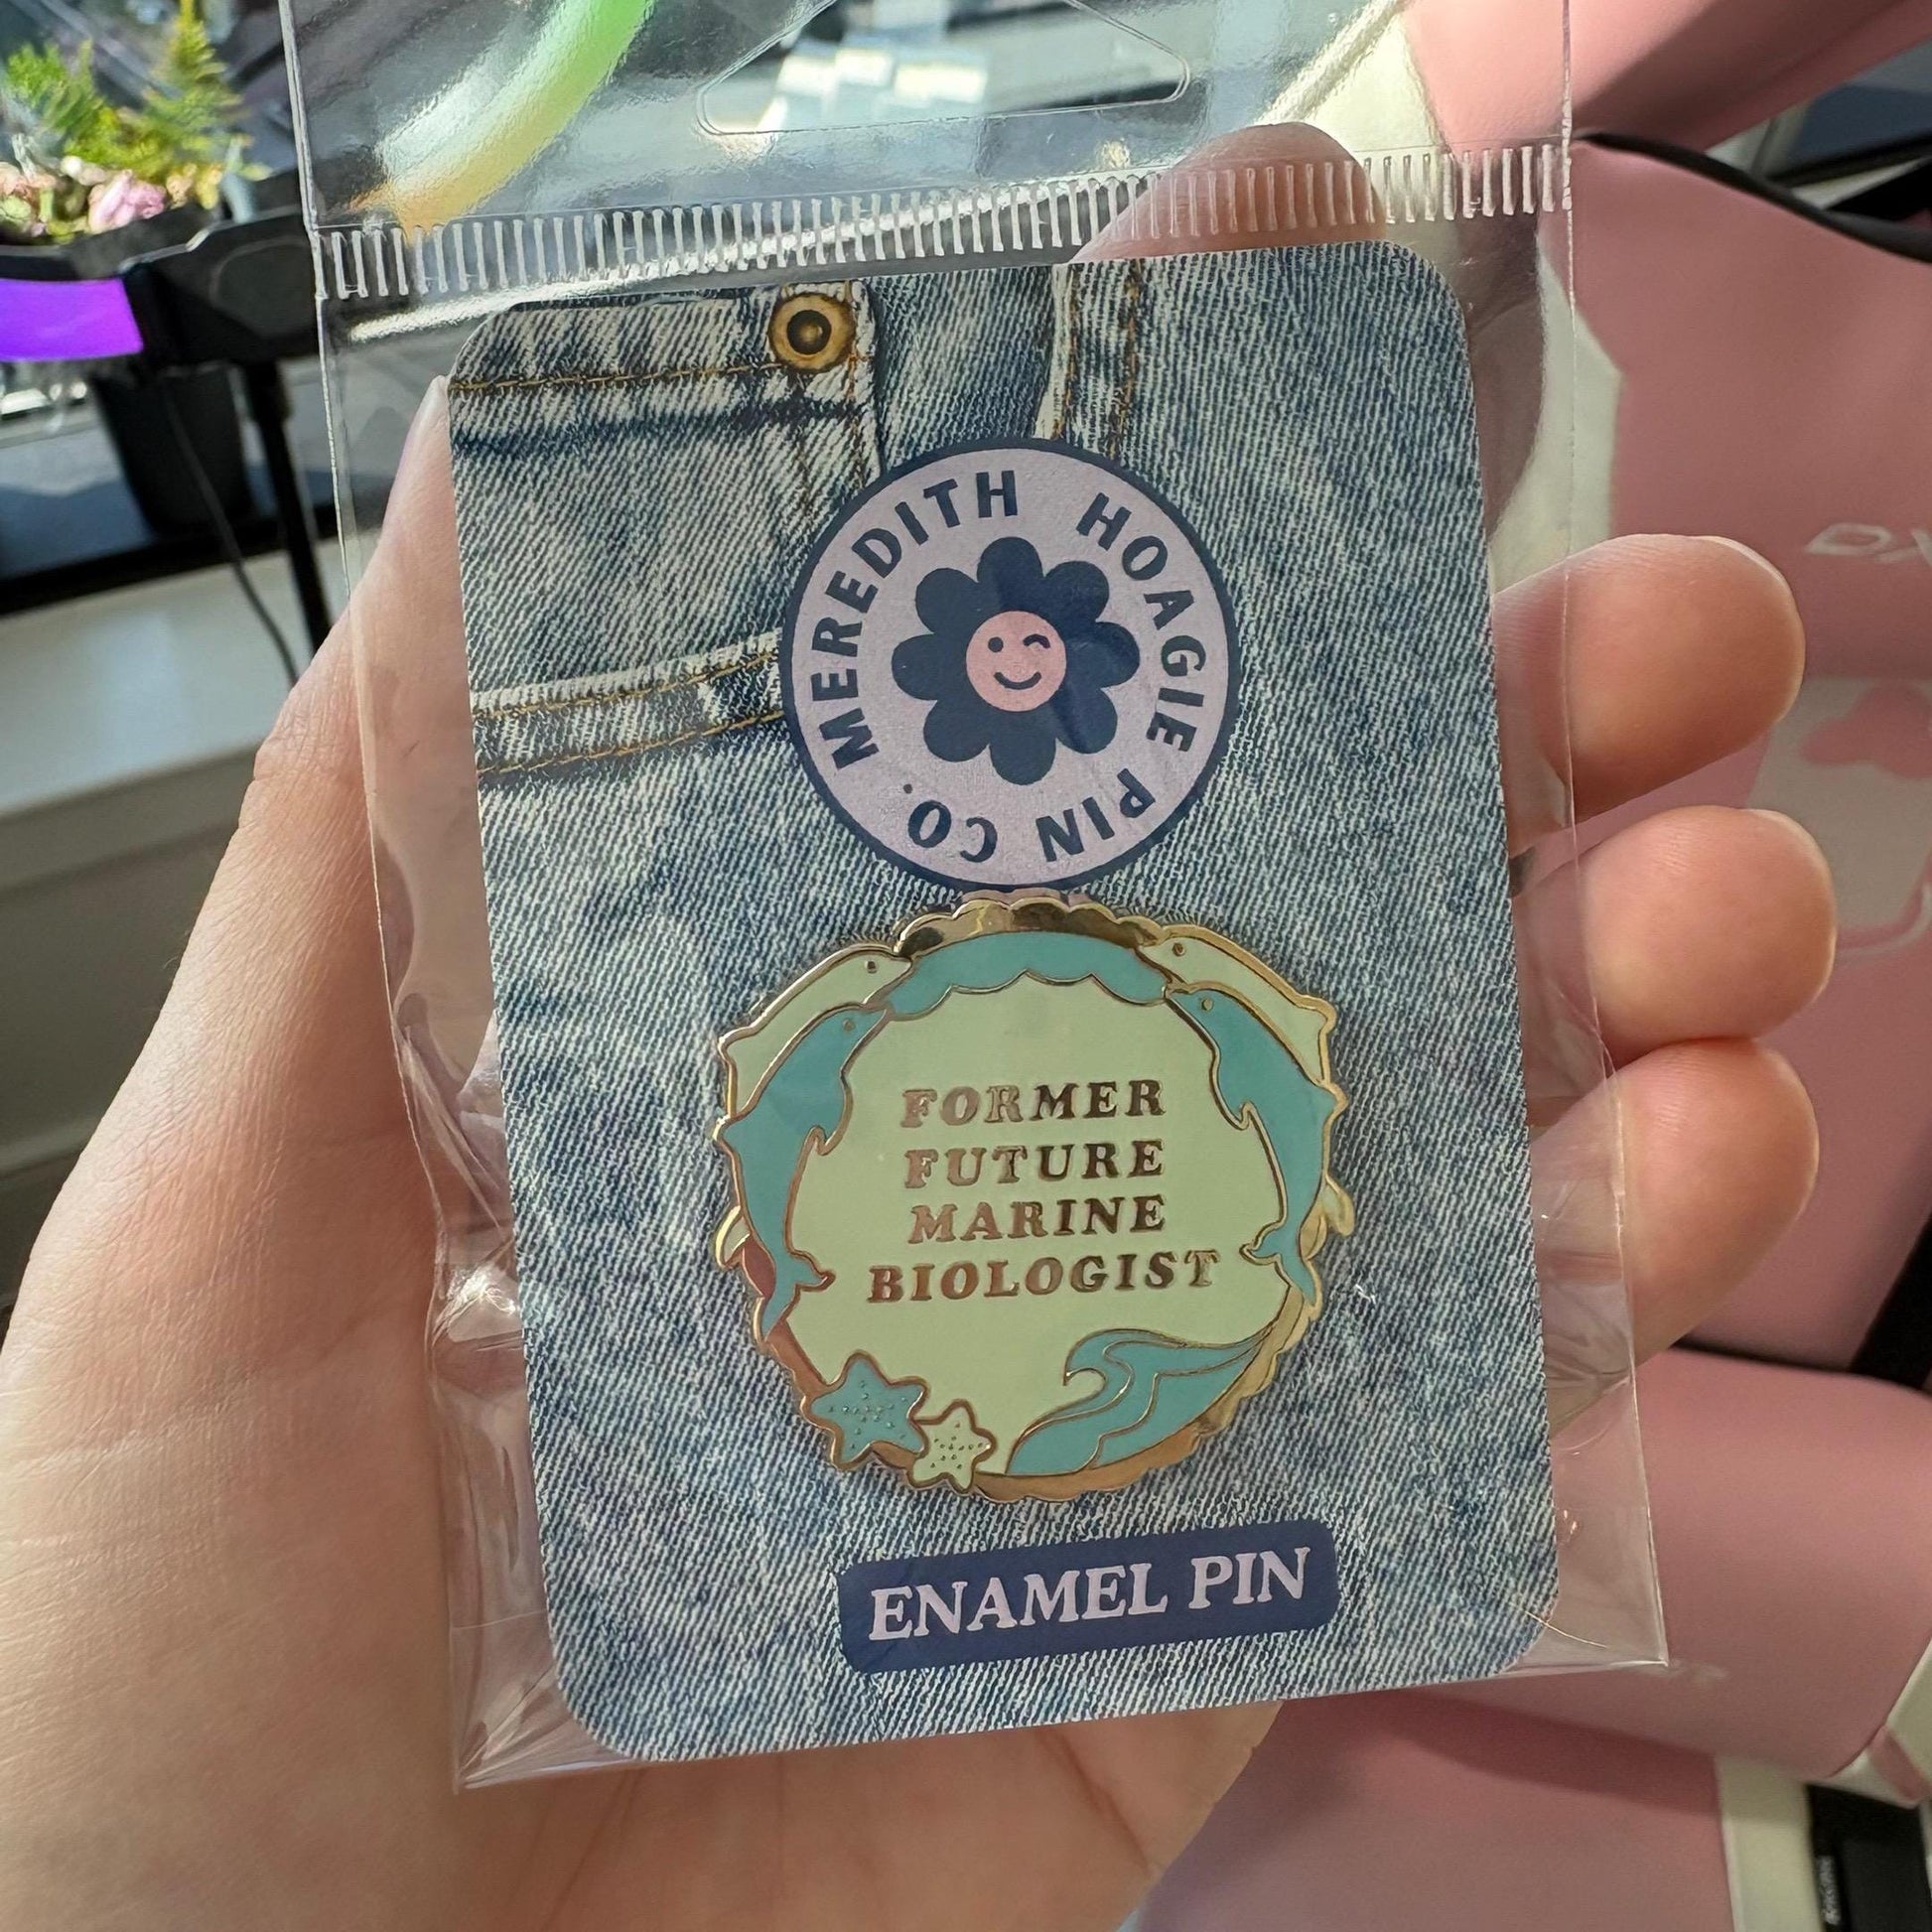 MEREDITH HOAGIE PIN CO.
FORMER
FUTURE
MARINE
BIOLOGIST
ENAMEL PIN